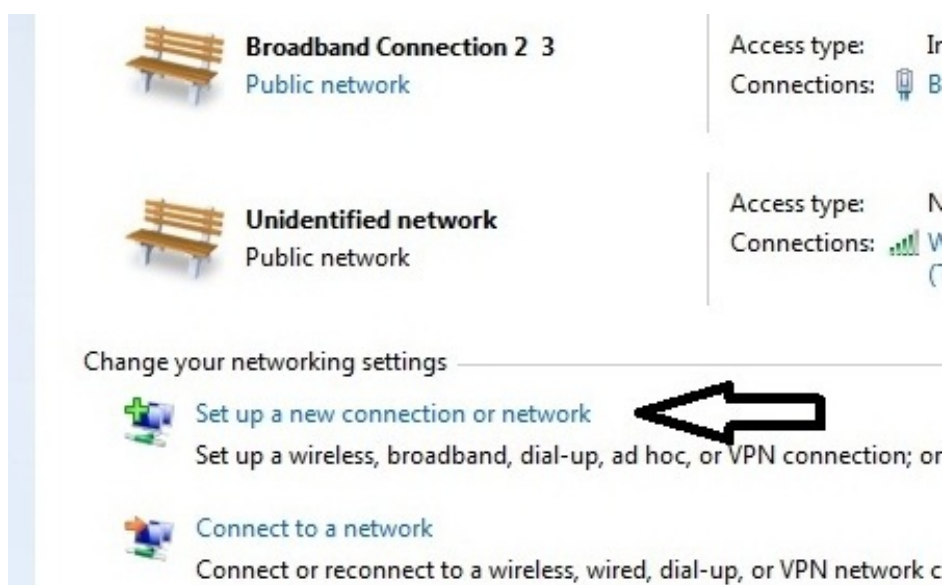 Broadband Connection 2 3
Public network
Access type:
Connections:
Unidentified network
Public network
Access type:
Connections:
Change your networking settings
Set up a new connection or network
Set up a wireless, broadband, dial-up, ad hoc, or VPN connection; or
Connect to a network
Connect or reconnect to a wireless, wired, dial-up, or VPN network